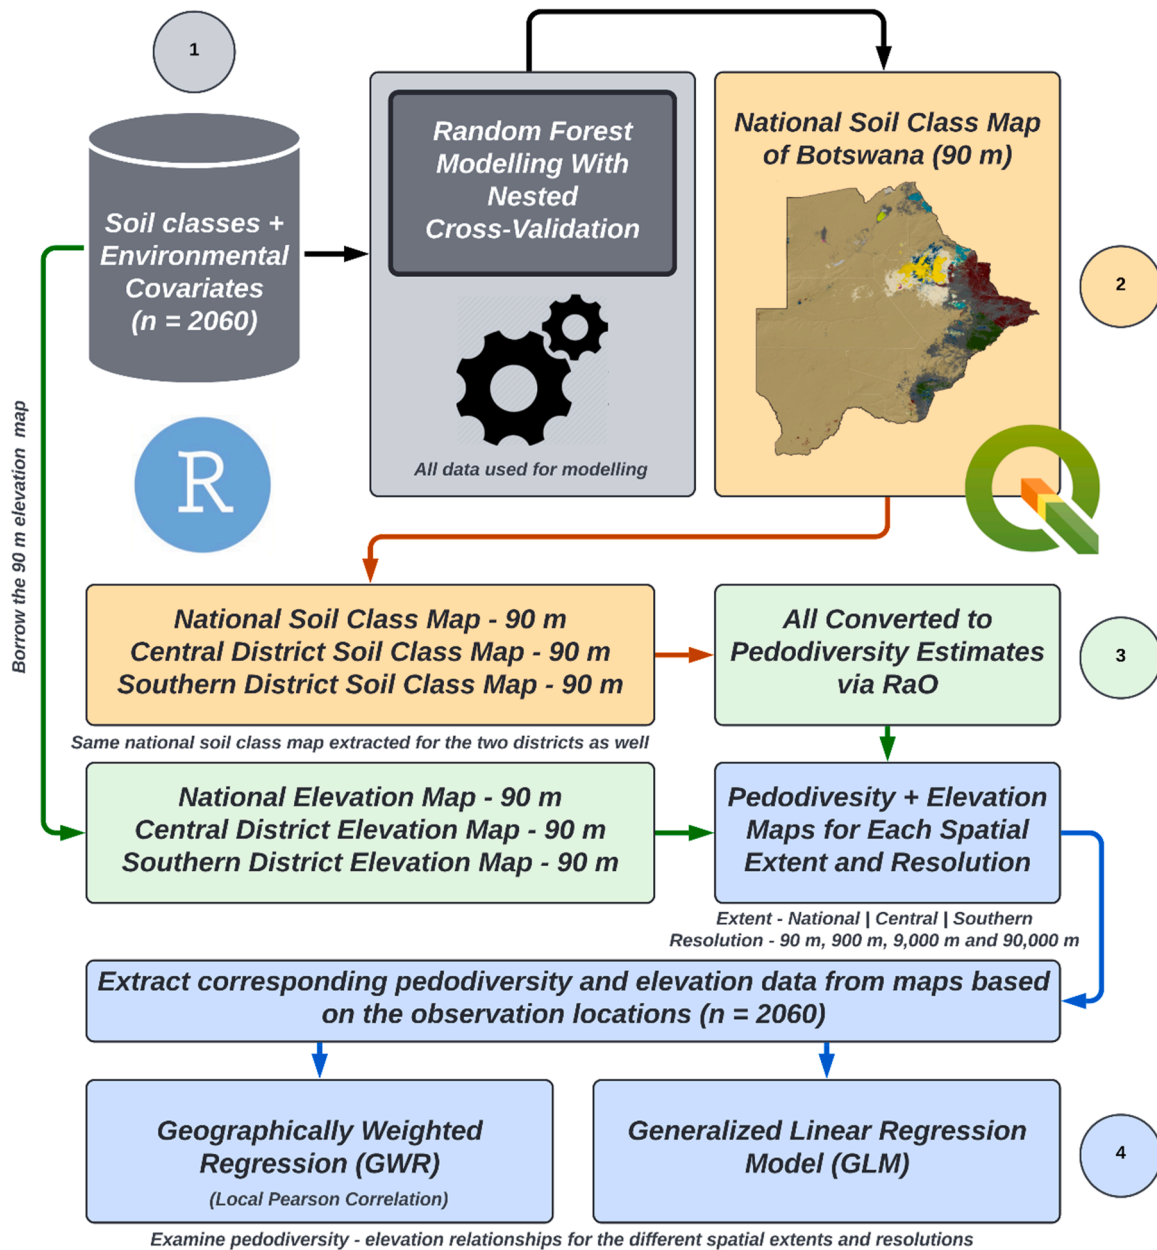 1
Soil classes +
Environmental
Covariates
(n = 2060)
Random Forest
Modelling With
Nested
Cross-Validation
All data used for modelling
National Soil Class Map
of Botswana (90 m)
2
R
Borrow the 90 m elevation map
National Soil Class Map - 90 m
Central District Soil Class Map - 90 m
Southern District Soil Class Map - 90 m
Same national soil class map extracted for the two districts as well
All Converted to
Pedodiversity Estimates
via RaO
3
National Elevation Map - 90 m
Central District Elevation Map - 90 m
Southern District Elevation Map - 90 m
Pedodivesity + Elevation
Maps for Each Spatial
Extent and Resolution
Extent - National | Central | Southern
Resolution - 90 m, 900 m, 9,000 m and 90,000 m
Extract corresponding pedodiversity and elevation data from maps based
on the observation locations (n = 2060)
Geographically Weighted
Regression (GWR)
(Local Pearson Correlation)
Generalized Linear Regression
Model (GLM)
4
Examine pedodiversity - elevation relationships for the different spatial extents and resolutions